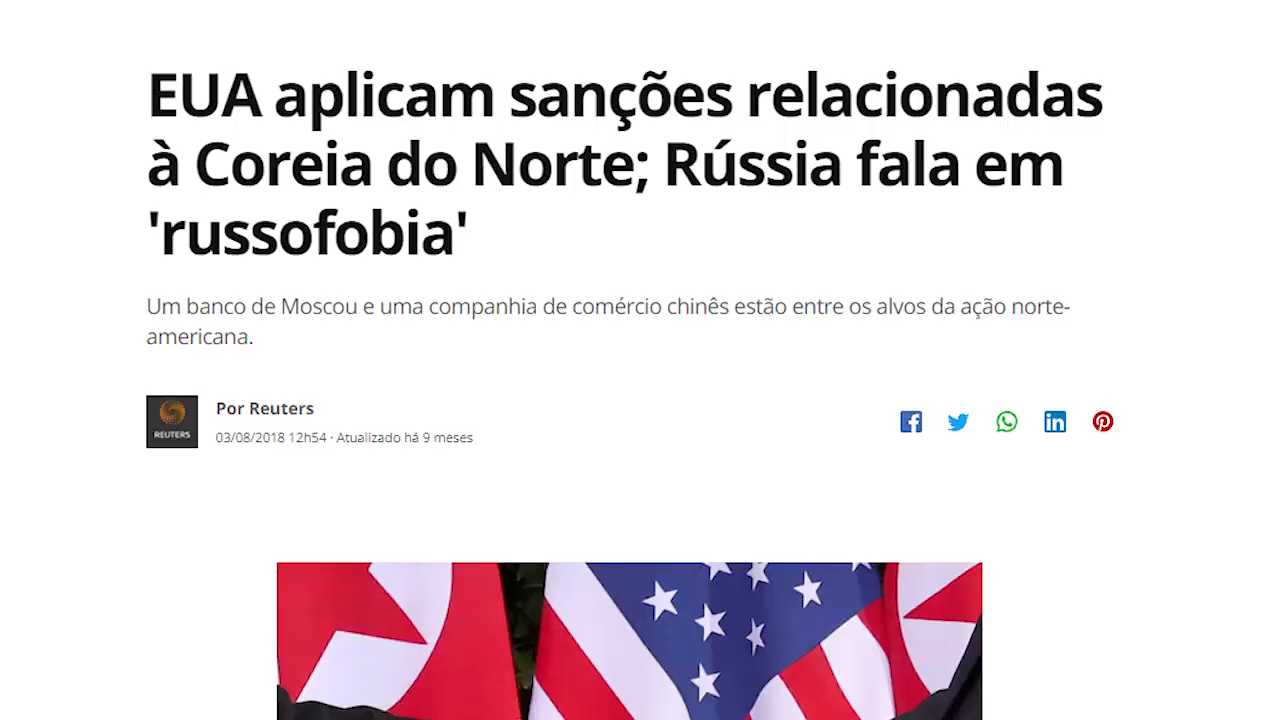 EUA aplicam sanções relacionadas
à Coreia do Norte; Rússia fala em
'russofobia'
Um banco de Moscou e uma companhia de comércio chinês estão entre os alvos da ação norte-
americana.
REUTERS
Por Reuters
03/08/2018 12h54 · Atualizado há 9 meses